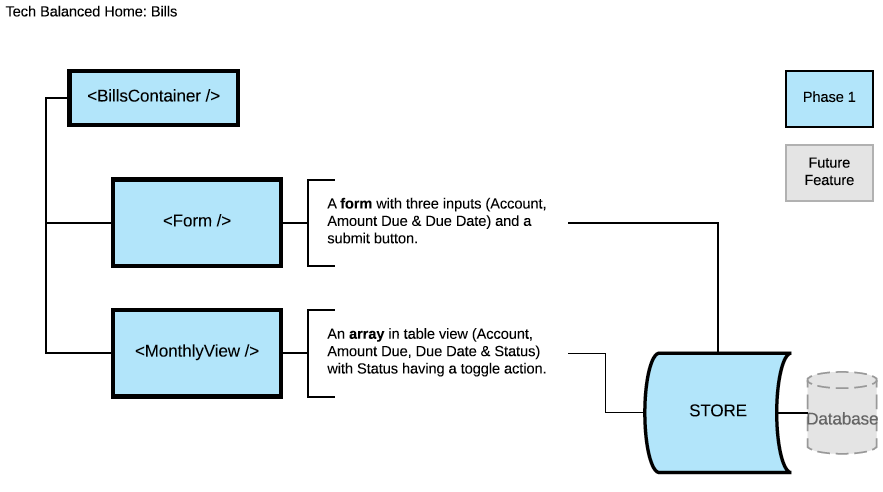 Tech Balanced Home: Bills
<BillsContainer />
Phase 1
Future
Feature
<Form />
A form with three inputs (Account,
Amount Due & Due Date) and a
submit button.
<MonthlyView />
An array in table view (Account,
Amount Due, Due Date & Status)
with Status having a toggle action.
STORE
Database